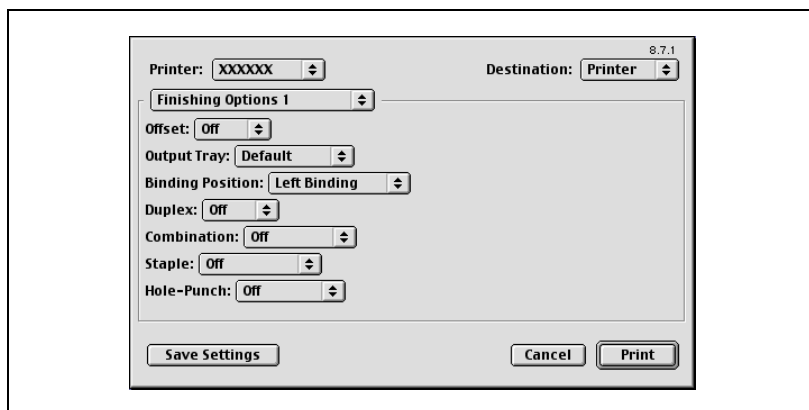 8.7.1
Printer: XXXXXX Destination: Printer
Finishing Options 1
Offset: Off
Output Tray: Default
Binding Position: Left Binding
Duplex: Off
Combination: Off
Staple: Off
Hole-Punch: Off
Save Settings Cancel Print